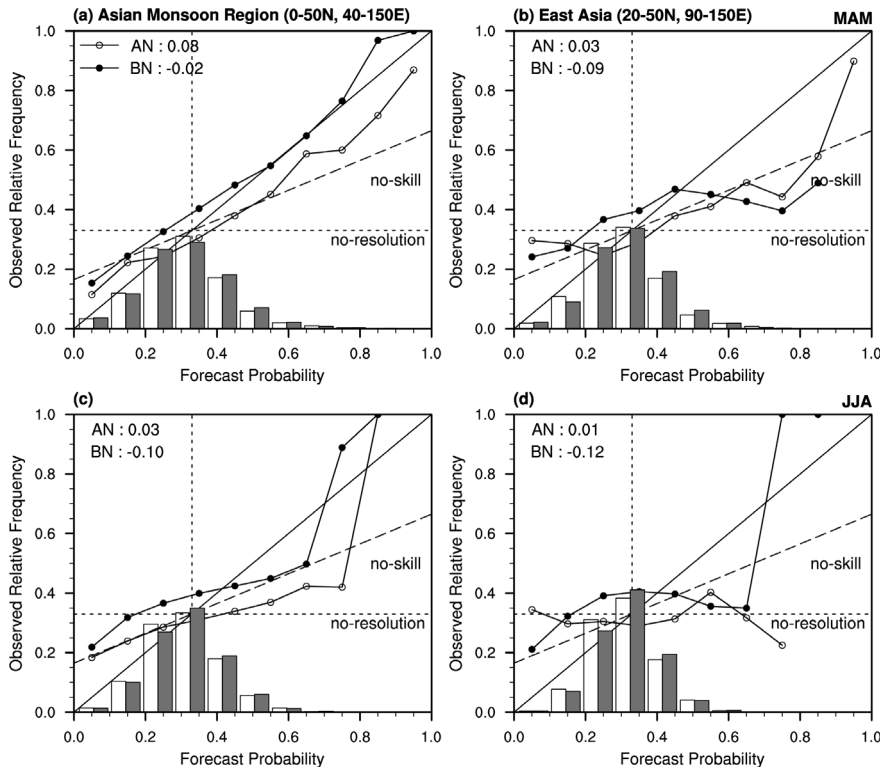 (a) Asian Monsoon Region (0-50N, 40-150E)
(b) East Asia (20-50N, 90-150E)
MAM
1.0
0.8
0.6
0.4
0.2
0.0
Observed Relative Frequency
AN : 0.08
BN : -0.02
no-skill
no-resolution
0.0 0.2 0.4 0.6 0.8 1.0
Forecast Probability
1.0
0.8
0.6
0.4
0.2
0.0
Observed Relative Frequency
AN : 0.03
BN : -0.09
no-skill
no-resolution
0.0 0.2 0.4 0.6 0.8 1.0
Forecast Probability
(c)
1.0
0.8
0.6
0.4
0.2
0.0
Observed Relative Frequency
AN : 0.03
BN : -0.10
no-skill
no-resolution
0.0 0.2 0.4 0.6 0.8 1.0
Forecast Probability
(d)
JJA
1.0
0.8
0.6
0.4
0.2
0.0
Observed Relative Frequency
AN : 0.01
BN : -0.12
no-skill
no-resolution
0.0 0.2 0.4 0.6 0.8 1.0
Forecast Probability